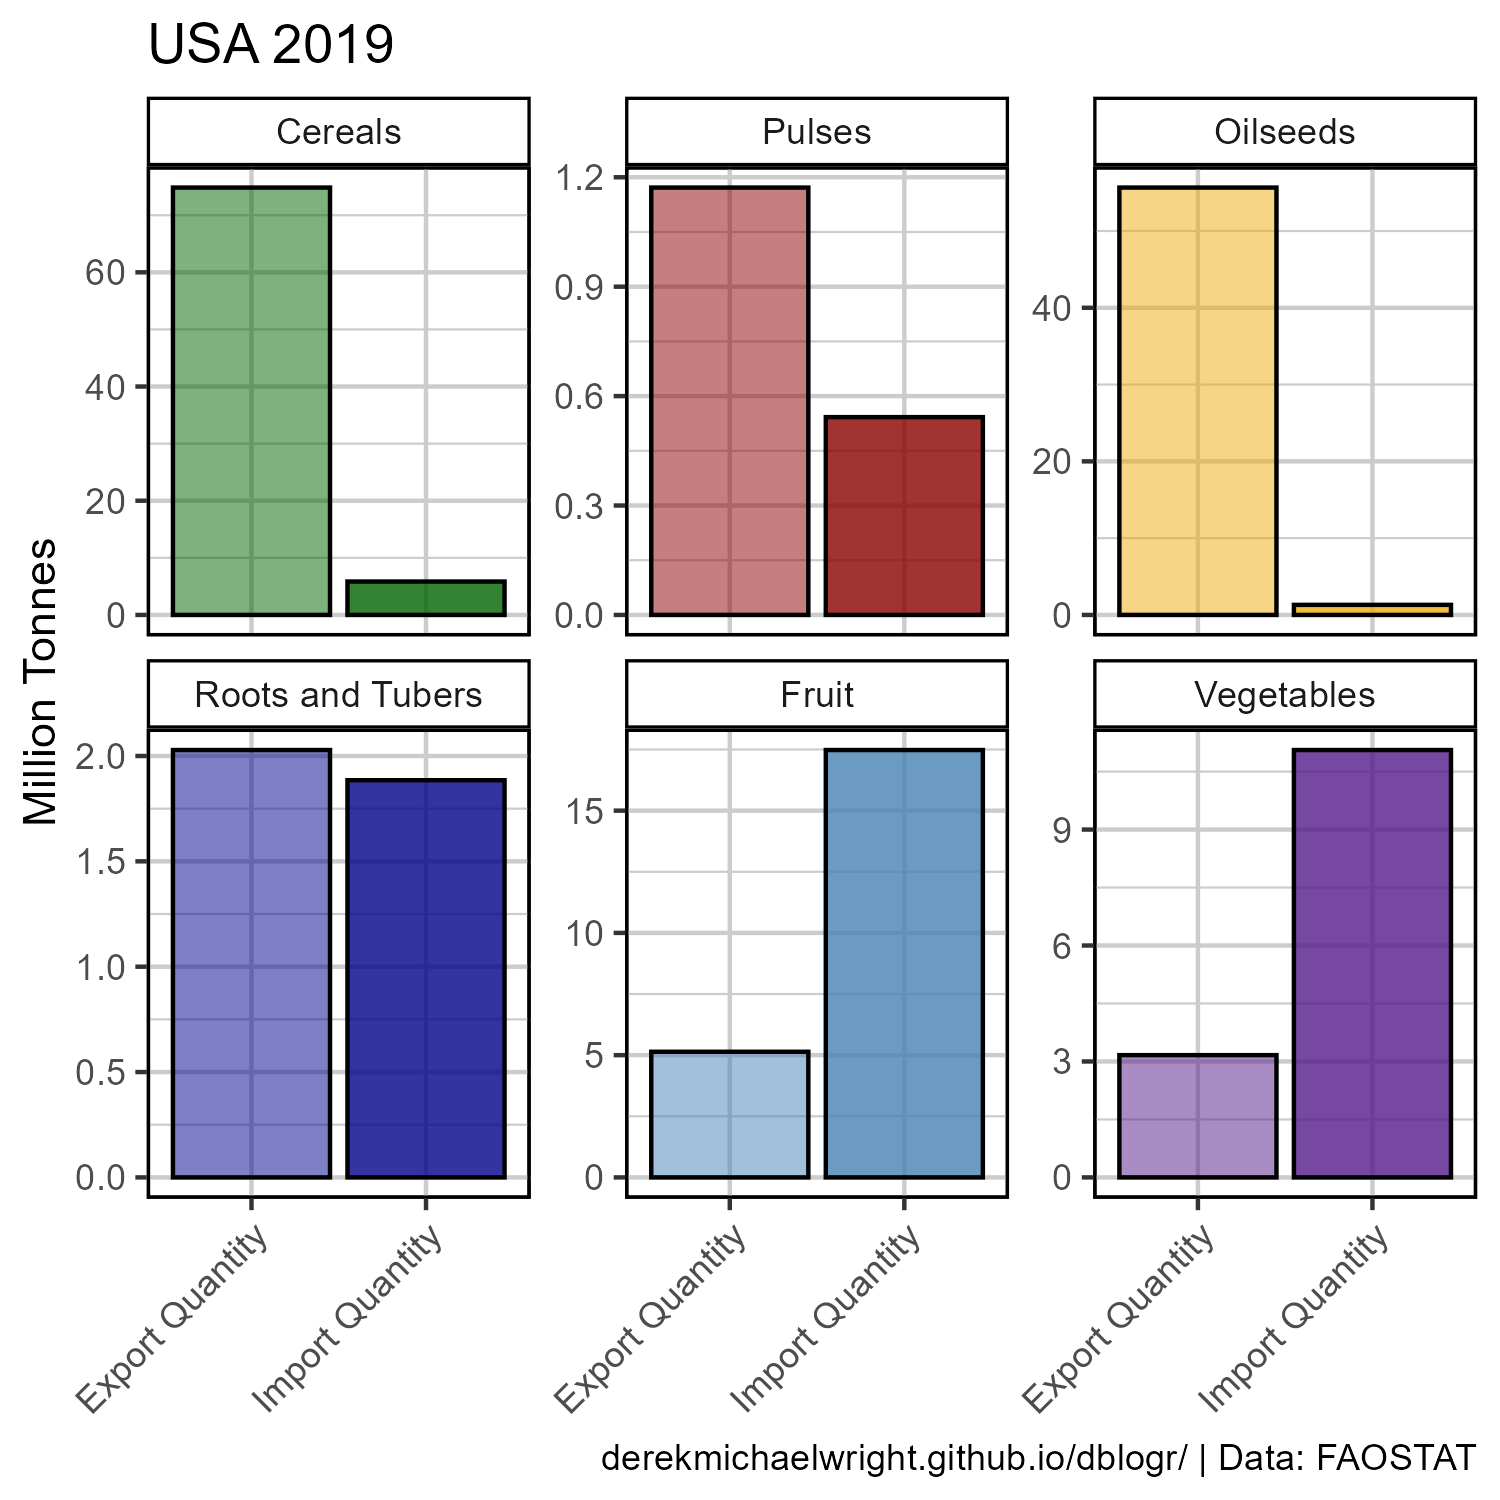 USA 2019
Cereals
Pulses
Oilseeds
60
40
20
0
1.2
0.9
0.6
0.3
0.0
40
20
0
Million Tonnes
Roots and Tubers
Fruit
Vegetables
2.0
1.5
1.0
0.5
0.0
15
10
5
0
9
6
3
0
Export Quantity
Import Quantity
Export Quantity
Import Quantity
Export Quantity
Import Quantity
derekmichaelwright.github.io/dblogr/ | Data: FAOSTAT